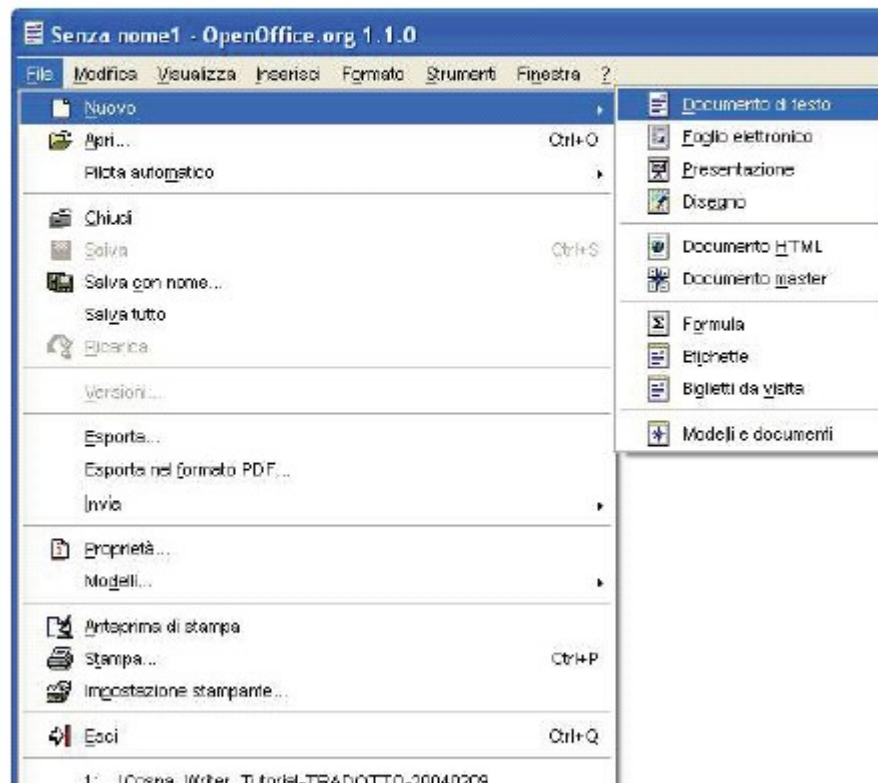 Senza nome1 - OpenOffice.org 1.1.0
File Modifica Visualizza Inserisci Formato Strumenti Finestra ?
Nuovo
Apri... Ctrl+O
Pilota automatico
Chiudi
Salva Ctrl+S
Salva con nome...
Salva tutto
Ricarica
Versioni...
Esporta...
Esporta nel formato PDF...
Invia
Proprietà...
Modelli...
Anteprima di stampa
Stampa... Ctrl+P
Impostazione stampante...
Esci Ctrl+Q
Documento di testo
Foglio elettronico
Presentazione
Disegno
Documento HTML
Documento master
Formula
Etichette
Biglietti da visita
Modelli e documenti